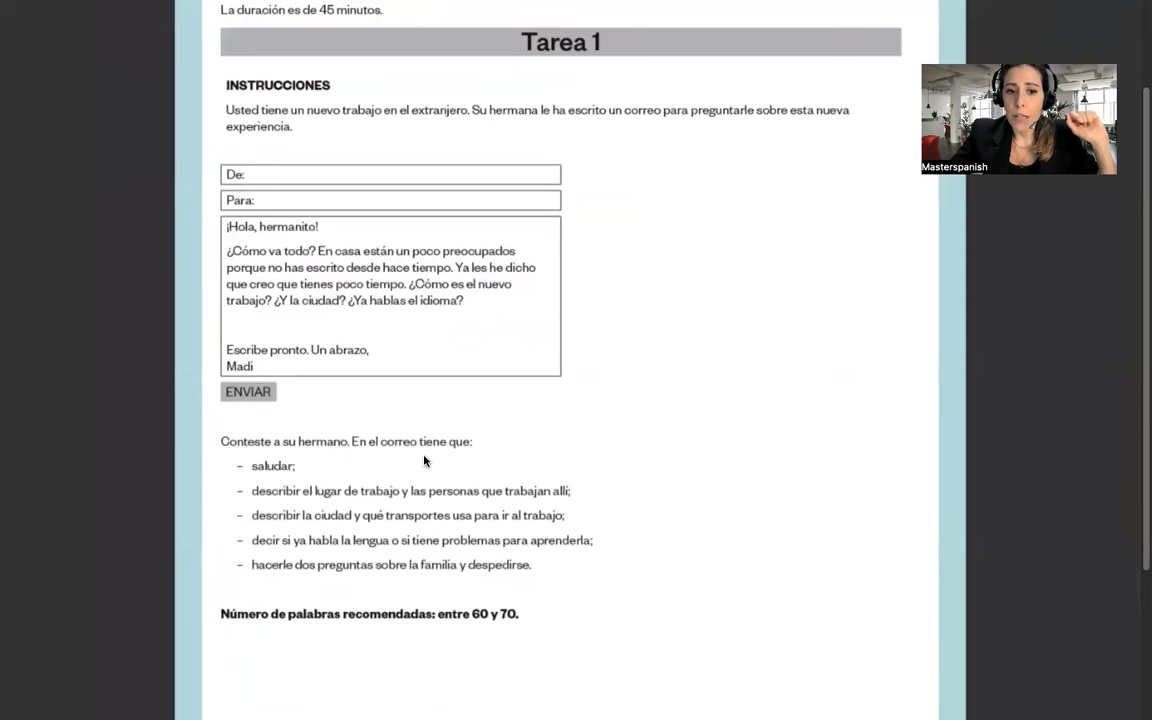 La duración es de 45 minutos.
Tarea 1
INSTRUCCIONES
Usted tiene un nuevo trabajo en el extranjero. Su hermana le ha escrito un correo para preguntarle sobre esta nueva
experiencia.
De:
Para:
¡Hola, hermanito!
¿Cómo va todo? En casa están un poco preocupados
porque no has escrito desde hace tiempo. Ya les he dicho
que creo que tienes poco tiempo. ¿Cómo es el nuevo
trabajo? ¿Y la ciudad? ¿Ya hablas el idioma?
Escribe pronto. Un abrazo,
Madi
ENVIAR
Conteste a su hermano. En el correo tiene que:
– saludar;
– describir el lugar de trabajo y las personas que trabajan allí;
– describir la ciudad y qué transportes usa para ir al trabajo;
– decir si ya habla la lengua o si tiene problemas para aprenderla;
– hacerle dos preguntas sobre la familia y despedirse.
Número de palabras recomendadas: entre 60 y 70.
Masterspanish